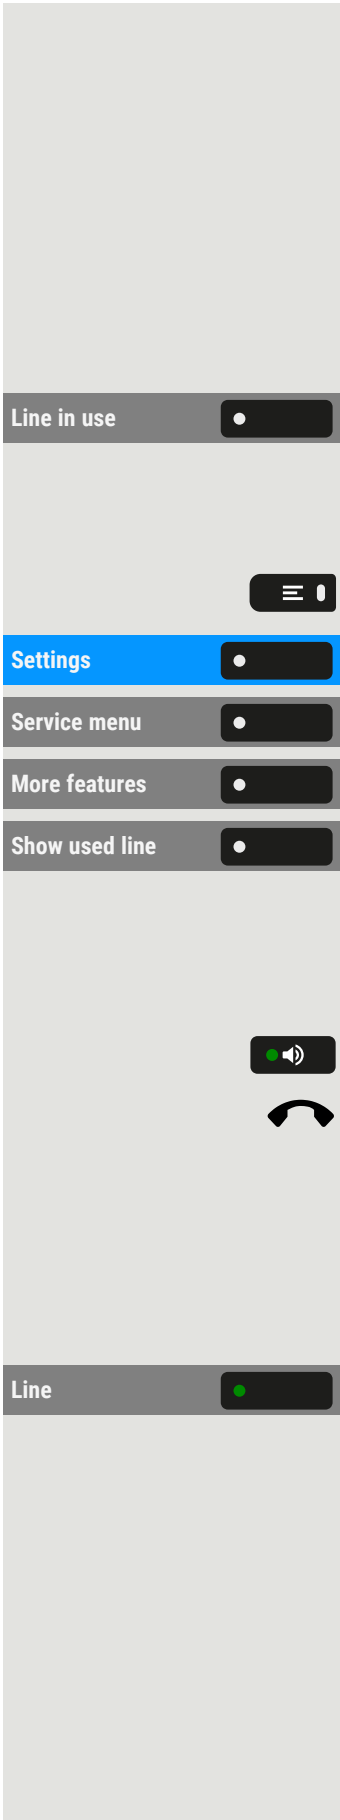 Line in use
Settings
Service menu
More features
Show used line
Line